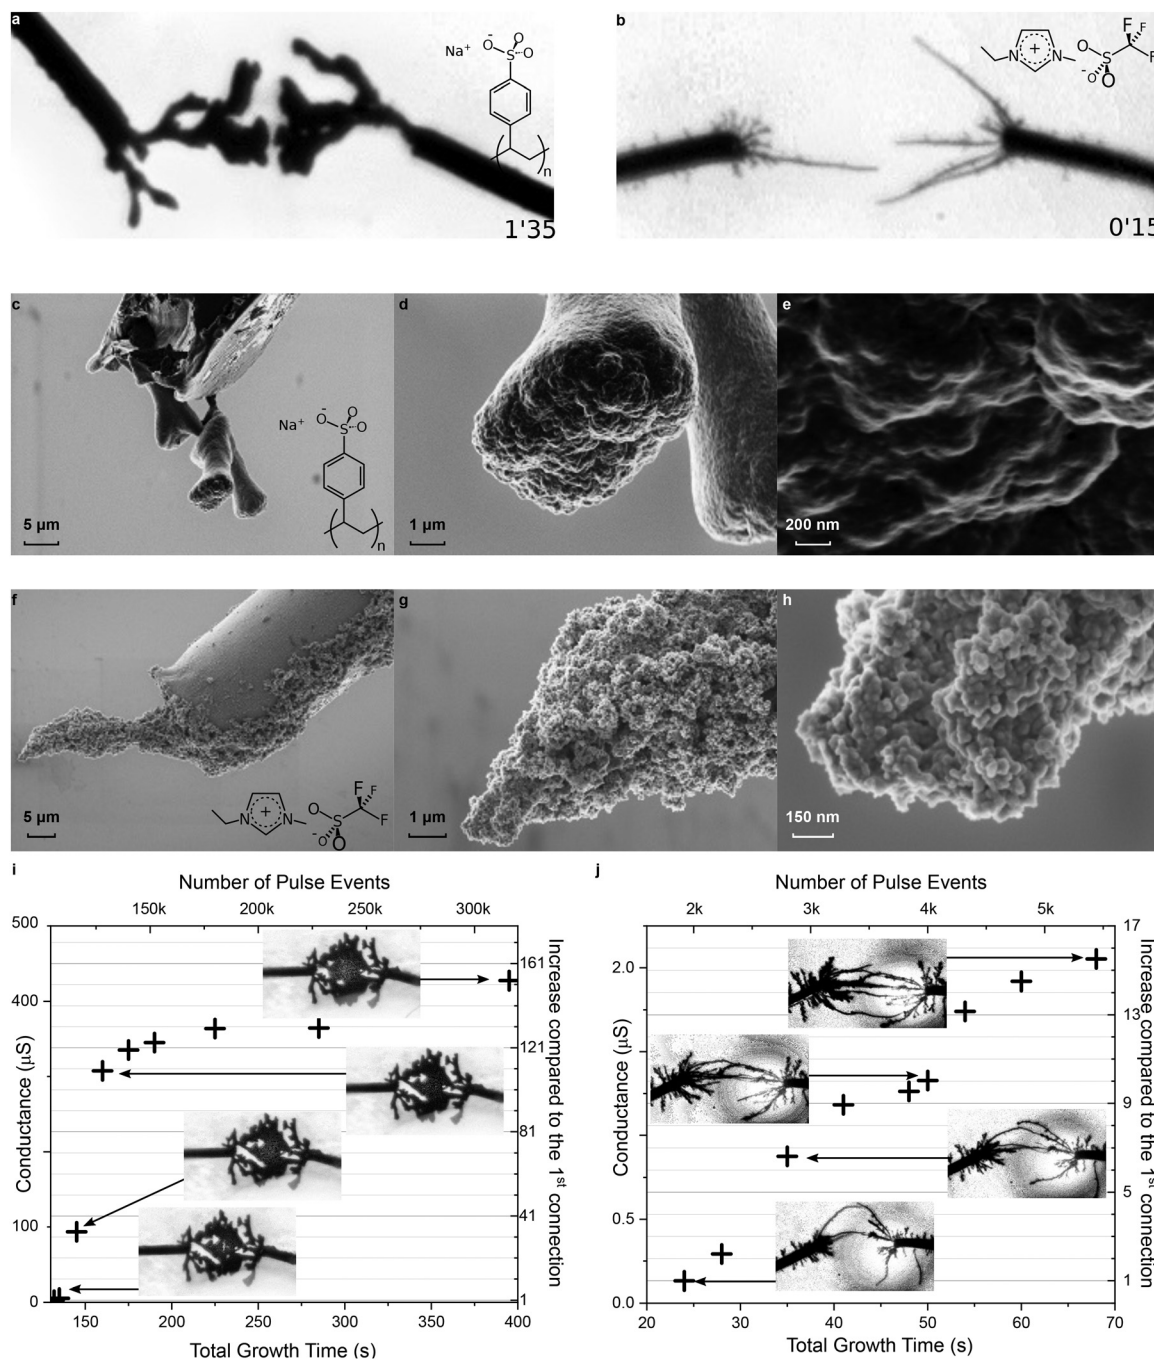 a
Na+
O-
O
S
O
n
1'35
b
N
+
N
O
-O
S
O
F
F
F
0'15
c
Na+
O-
O
S
O
n
5 µm
d
1 µm
e
200 nm
f
5 µm
N
+
N
O
-O
S
O
F
F
F
g
1 µm
h
150 nm
i
Number of Pulse Events
150k 200k 250k 300k
500
400
100
0
Conductance (µS)
161
121
81
41
1
Increase compared to the 1st connection
150 200 250 300 350 400
Total Growth Time (s)
j
Number of Pulse Events
2k 3k 4k 5k
2.0
0.5
0.0
Conductance (µS)
17
13
9
5
1
Increase compared to the 1st connection
20 30 40 50 60 70
Total Growth Time (s)